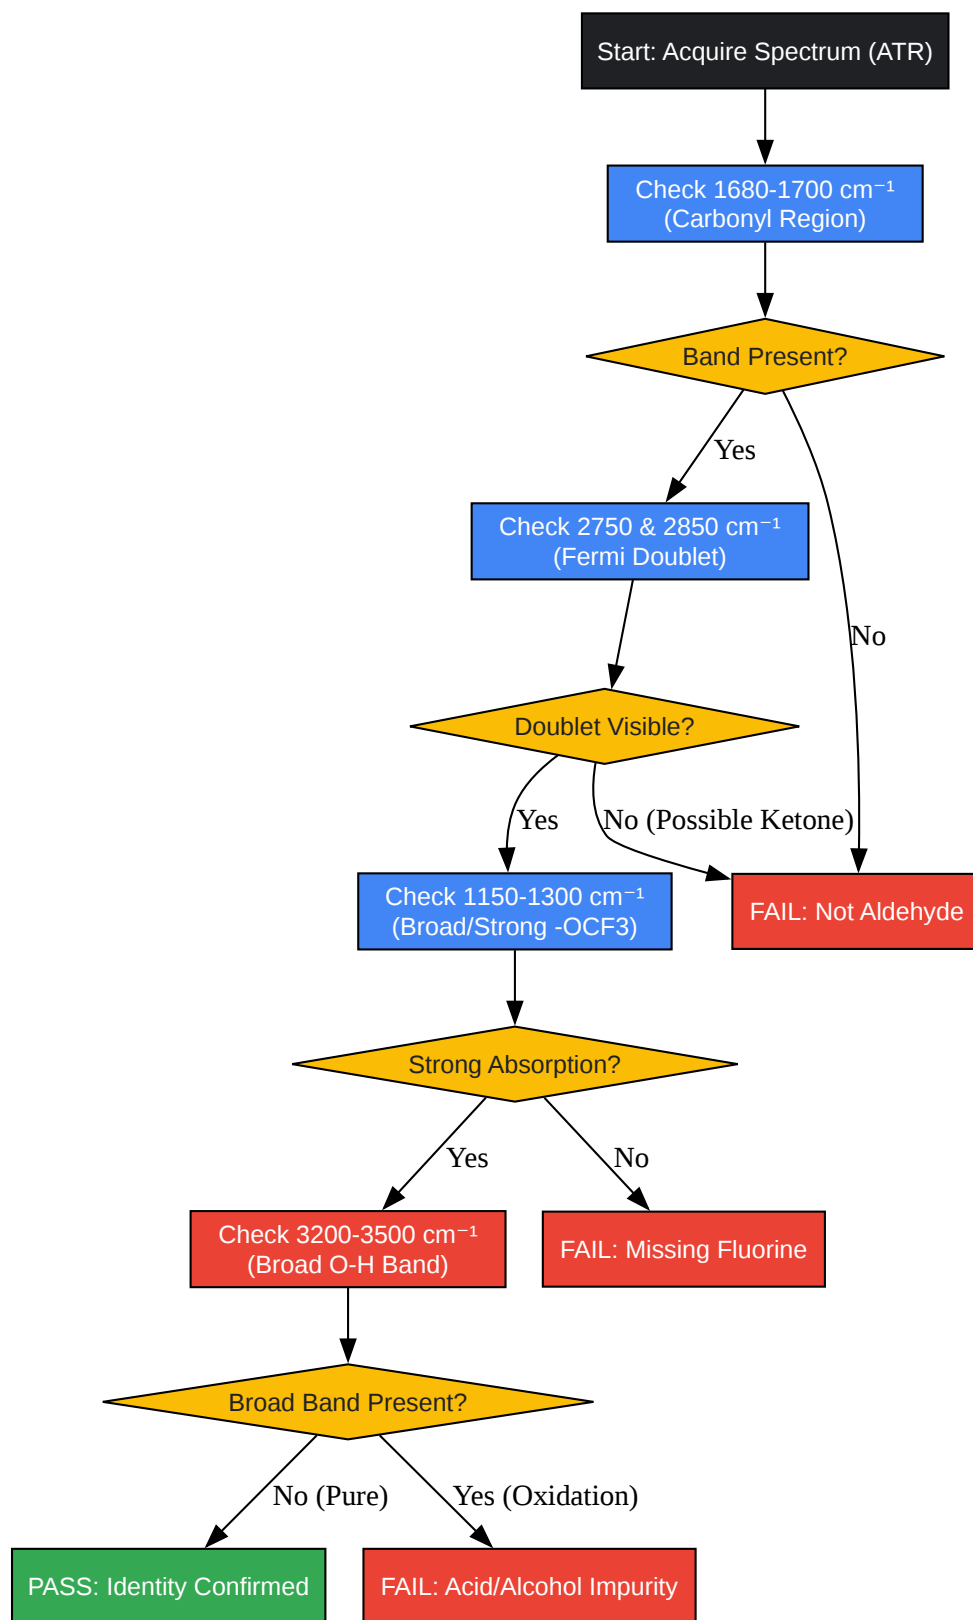 Start: Acquire Spectrum (ATR)
Check 1680-1700 cm⁻¹
(Carbonyl Region)
Band Present?
Yes
Check 2750 & 2850 cm⁻¹
(Fermi Doublet)
No
Doublet Visible?
Yes
No (Possible Ketone)
Check 1150-1300 cm⁻¹
(Broad/Strong -OCF3)
FAIL: Not Aldehyde
Strong Absorption?
Yes
No
Check 3200-3500 cm⁻¹
(Broad O-H Band)
FAIL: Missing Fluorine
Broad Band Present?
No (Pure)
Yes (Oxidation)
PASS: Identity Confirmed
FAIL: Acid/Alcohol Impurity